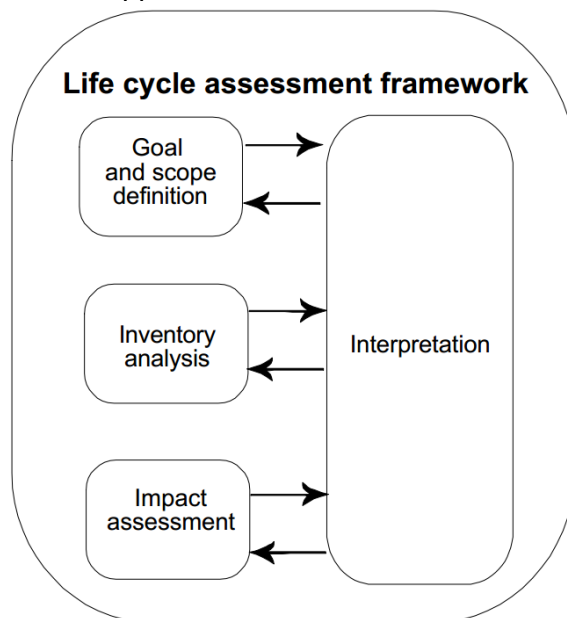 Life cycle assessment framework
Goal
and scope
definition
Inventory
analysis
Interpretation
Impact
assessment